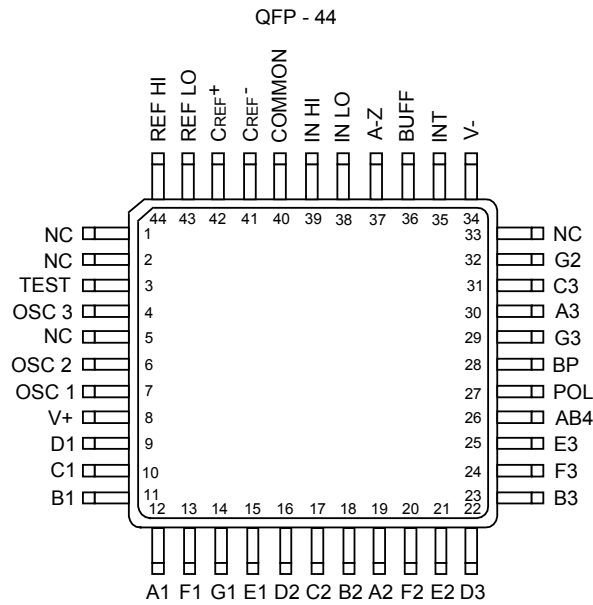 QFP - 44
REF HI
REF LO
CREF+
CREF-
COMMON
IN HI
IN LO
A-Z
BUFF
INT
V-
44 43 42 41 40 39 38 37 36 35 34
NC 1 33 NC
NC 2 32 G2
TEST 3 31 C3
OSC 3 4 30 A3
NC 5 29 G3
OSC 2 6 28 BP
OSC 1 7 27 POL
V+ 8 26 AB4
D1 9 25 E3
C1 10 24 F3
B1 11 23 B3
12 13 14 15 16 17 18 19 20 21 22
A1 F1 G1 E1 D2 C2 B2 A2 F2 E2 D3